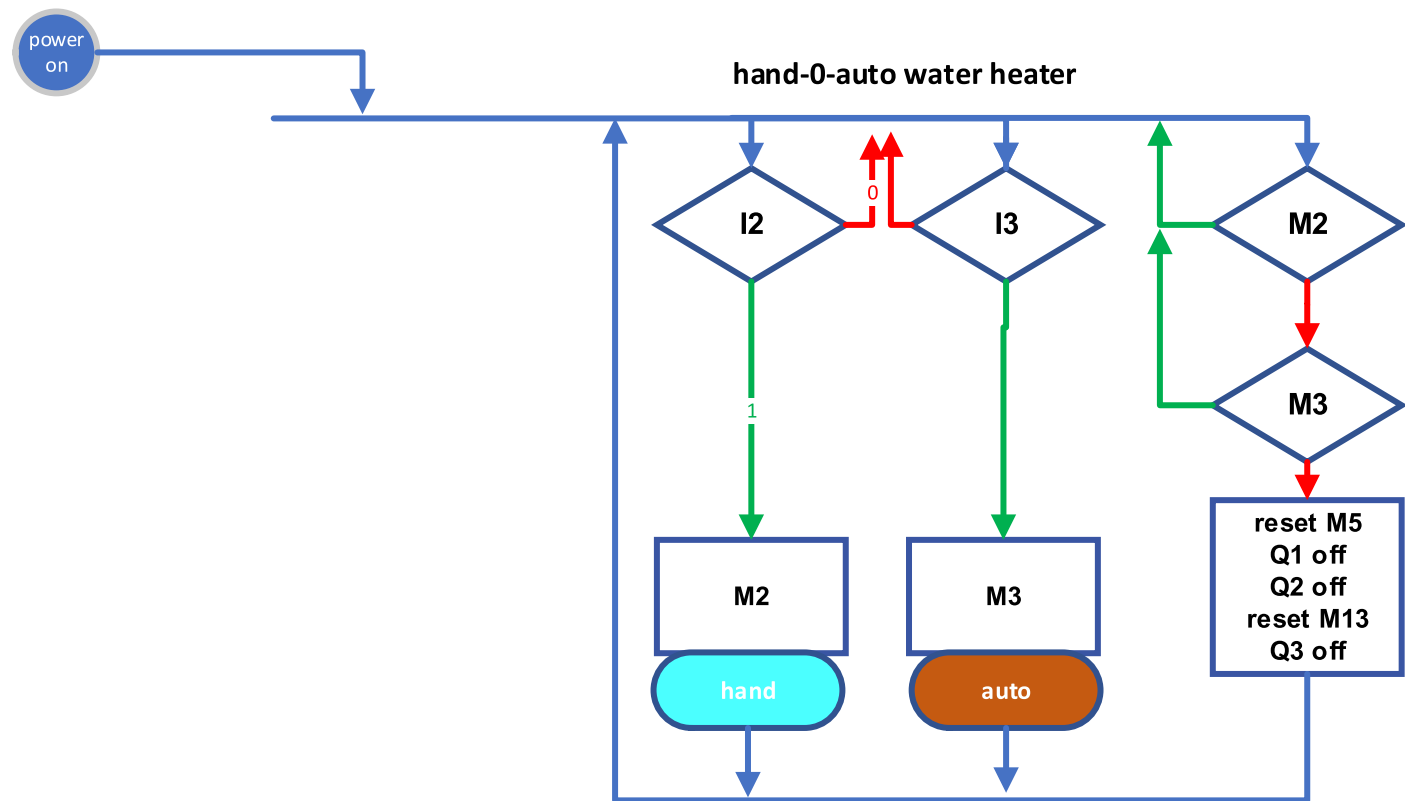 power
on
hand-0-auto water heater
I2
0
I3
M2
M3
1
M2
M3
reset M5
Q1 off
Q2 off
reset M13
Q3 off
hand
auto